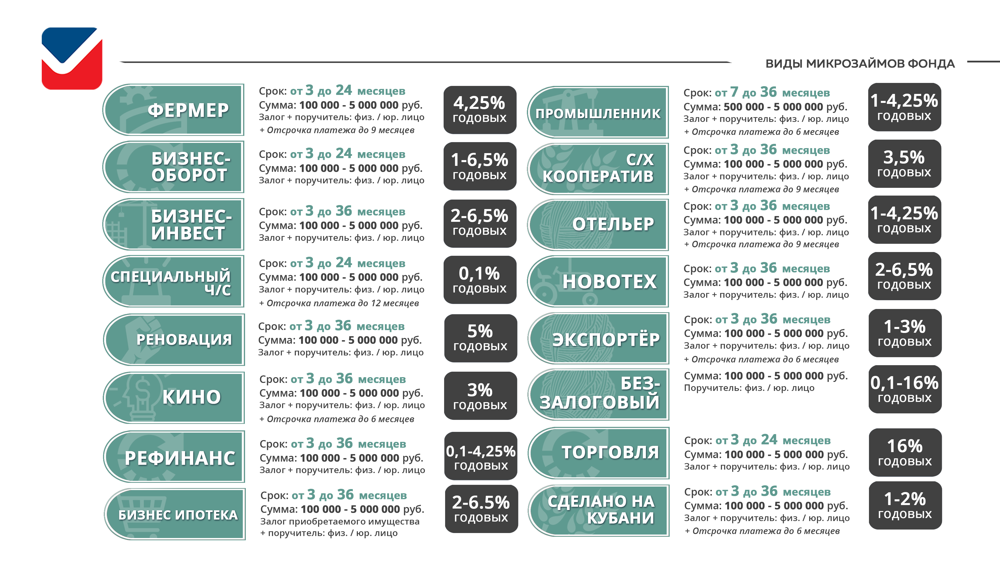 ВИДЫ МИКРОЗАЙМОВ ФОНДА
ФЕРМЕР
Срок: от 3 до 24 месяцев
Сумма: 100 000 - 5 000 000 руб.
Залог + поручитель: физ. / юр. лицо
+ Отсрочка платежа до 9 месяцев
4,25%
годовых
БИЗНЕС-
ОБОРОТ
Срок: от 3 до 24 месяцев
Сумма: 100 000 - 5 000 000 руб.
Залог + поручитель: физ. / юр. лицо
1-6,5%
годовых
БИЗНЕС-
ИНВЕСТ
Срок: от 3 до 36 месяцев
Сумма: 100 000 - 5 000 000 руб.
Залог + поручитель: физ. / юр. лицо
2-6,5%
годовых
СПЕЦИАЛЬНЫЙ
Ч/С
Срок: от 3 до 24 месяцев
Сумма: 100 000 - 5 000 000 руб.
Залог + поручитель: физ. / юр. лицо
+ Отсрочка платежа до 12 месяцев
0,1%
годовых
РЕНОВАЦИЯ
Срок: от 3 до 36 месяцев
Сумма: 100 000 - 5 000 000 руб.
Залог + поручитель: физ. / юр. лицо
5%
годовых
КИНО
Срок: от 3 до 36 месяцев
Сумма: 100 000 - 5 000 000 руб.
Залог + поручитель: физ. / юр. лицо
+ Отсрочка платежа до 6 месяцев
3%
годовых
РЕФИНАНС
Срок: от 3 до 36 месяцев
Сумма: 100 000 - 5 000 000 руб.
Залог + поручитель: физ. / юр. лицо
0,1-4,25%
годовых
БИЗНЕС ИПОТЕКА
Срок: от 3 до 36 месяцев
Сумма: 100 000 - 5 000 000 руб.
Залог приобретаемого имущества
+ поручитель: физ. / юр. лицо
2-6.5%
годовых
ПРОМЫШЛЕННИК
Срок: от 7 до 36 месяцев
Сумма: 500 000 - 5 000 000 руб.
Залог + поручитель: физ. / юр. лицо
+ Отсрочка платежа до 6 месяцев
1-4,25%
годовых
С/Х
КООПЕРАТИВ
Срок: от 3 до 36 месяцев
Сумма: 100 000 - 5 000 000 руб.
Залог + поручитель: физ. / юр. лицо
+ Отсрочка платежа до 9 месяцев
3,5%
годовых
ОТЕЛЬЕР
Срок: от 3 до 36 месяцев
Сумма: 100 000 - 5 000 000 руб.
Залог + поручитель: физ. / юр. лицо
+ Отсрочка платежа до 9 месяцев
1-4,25%
годовых
НОВОТЕХ
Срок: от 3 до 36 месяцев
Сумма: 100 000 - 5 000 000 руб.
Залог + поручитель: физ. / юр. лицо
2-6,5%
годовых
ЭКСПОРТЁР
Срок: от 3 до 36 месяцев
Сумма: 100 000 - 5 000 000 руб.
Залог + поручитель: физ. / юр. лицо
+ Отсрочка платежа до 6 месяцев
1-3%
годовых
БЕЗ-
ЗАЛОГОВЫЙ
Сумма: 100 000 - 5 000 000 руб.
Поручитель: физ. / юр. лицо
0,1-16%
годовых
ТОРГОВЛЯ
Срок: от 3 до 24 месяцев
Сумма: 100 000 - 5 000 000 руб.
Залог + поручитель: физ. / юр. лицо
16%
годовых
СДЕЛАНО НА
КУБАНИ
Срок: от 3 до 36 месяцев
Сумма: 100 000 - 5 000 000 руб.
Залог + поручитель: физ. / юр. лицо
+ Отсрочка платежа до 6 месяцев
1-2%
годовых